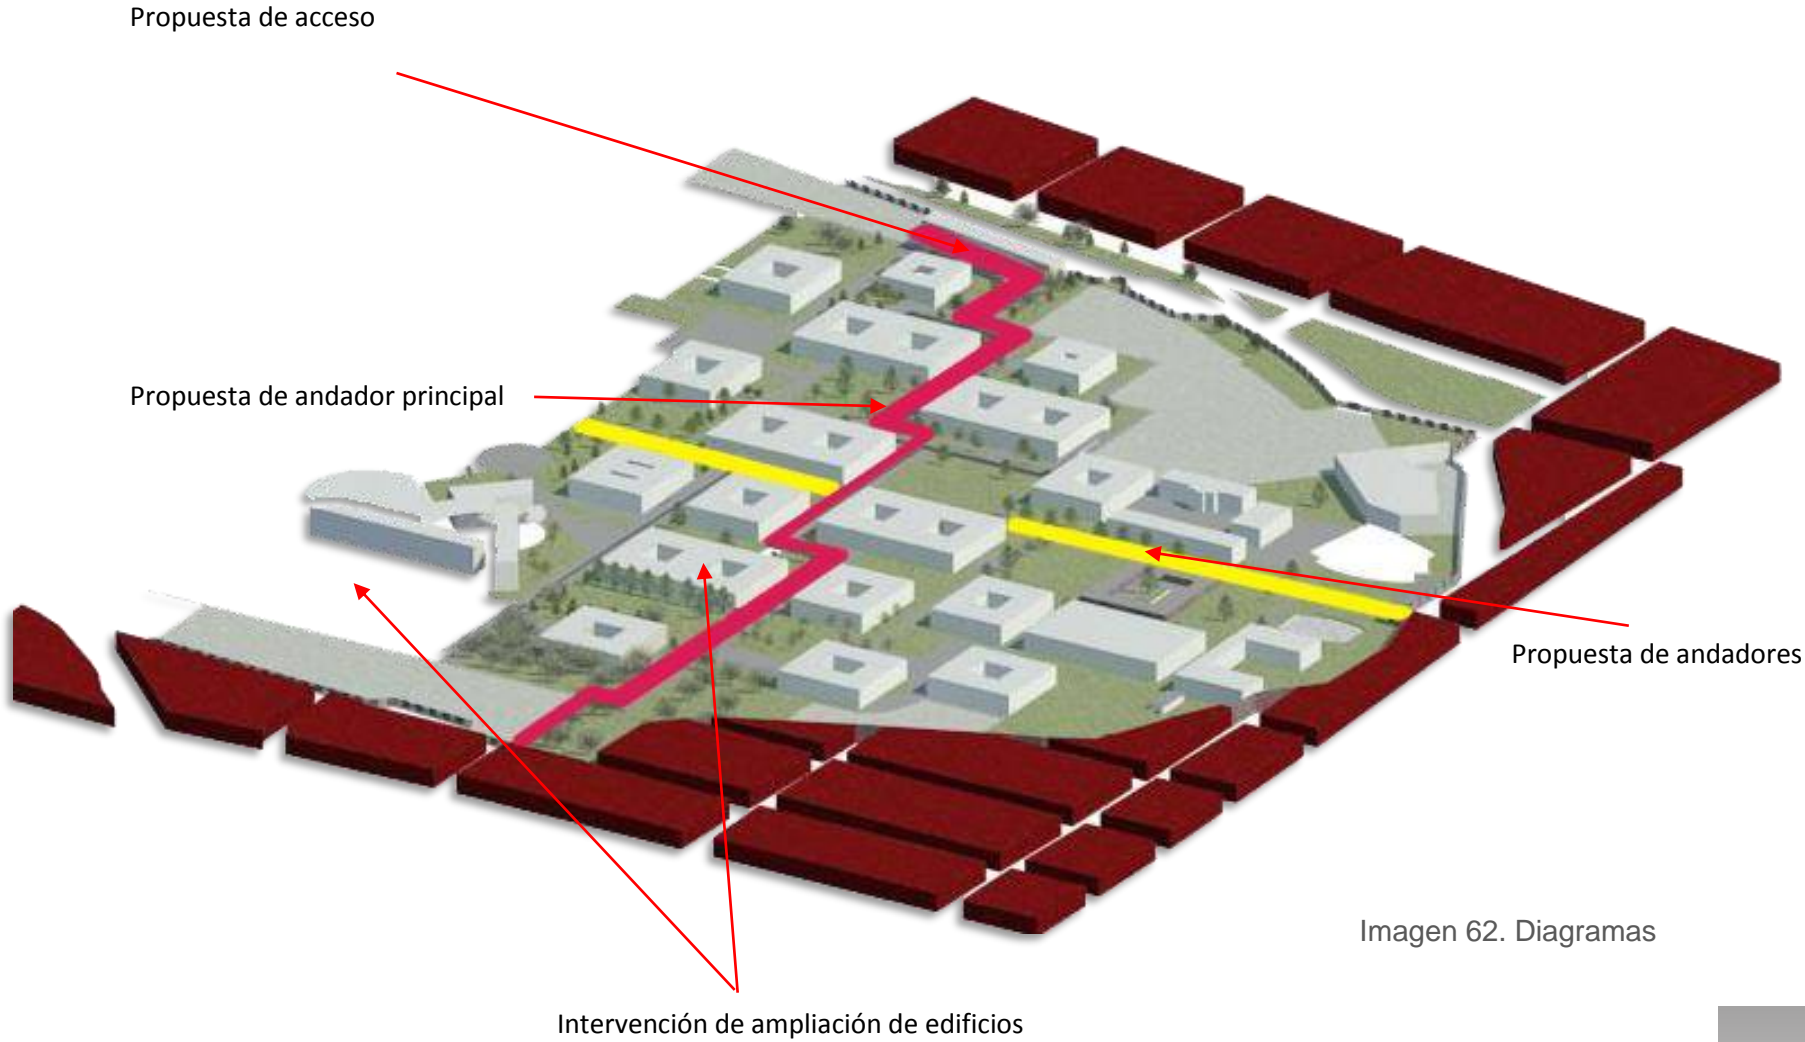 Propuesta de acceso
Propuesta de andador principal
Propuesta de andadores
Imagen 62. Diagramas
Intervención de ampliación de edificios